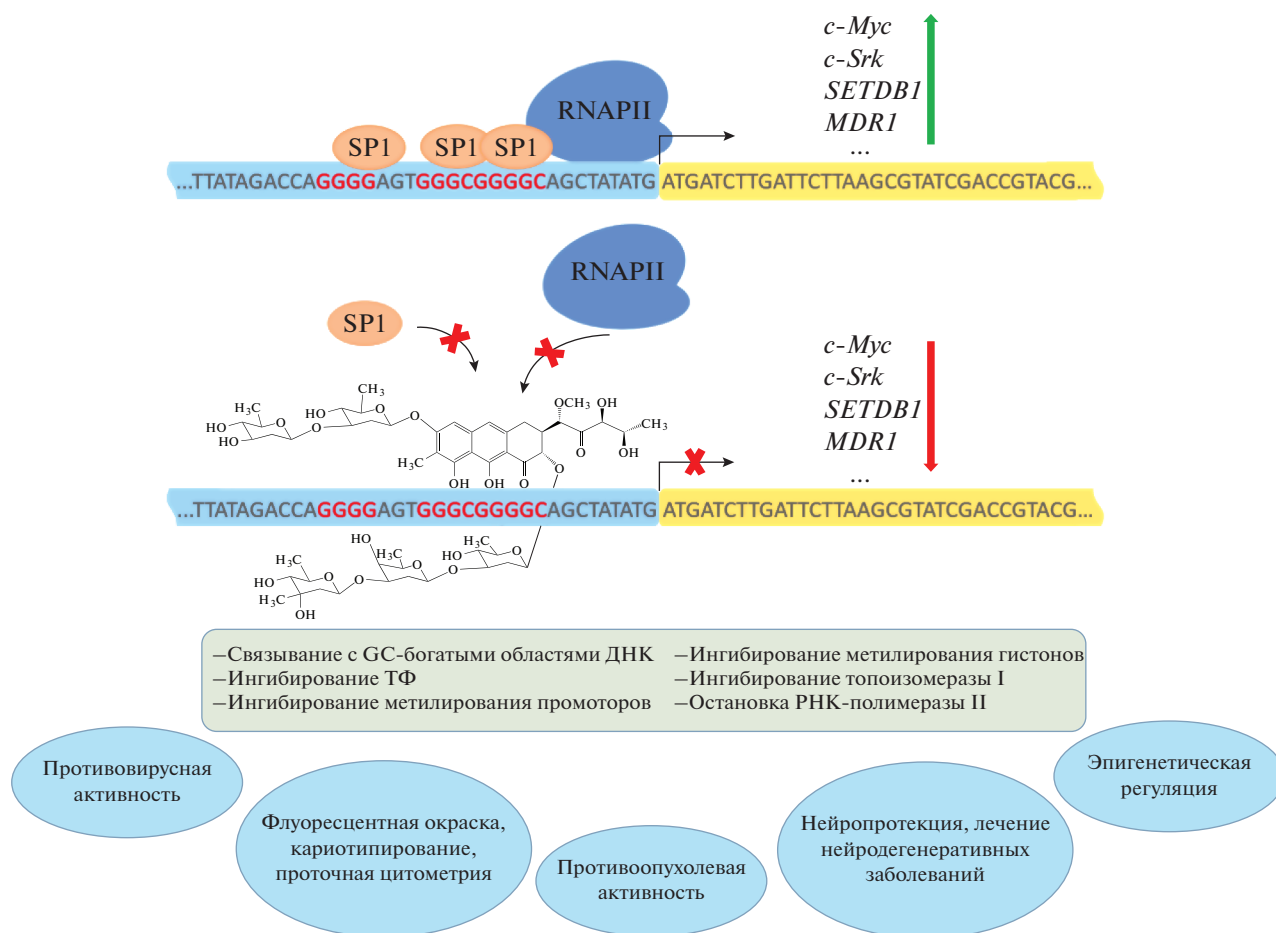 c-Myc
c-Srk
SETDB1
MDR1
...
RNAPII
SP1
SP1
SP1
...TTATAGACCAGGGGAGTGGGCGGGGCAGCTATATG
ATGATCTTGATTCTTAAGCGTATCGACCGTACG...
RNAPII
SP1
c-Myc
c-Srk
SETDB1
MDR1
...
CH3
H3C
HO
HO
O
O
HO
O
O
O
OCH3
OH
CH3
O
OH
H3C
OH
OH
O
O
...TTATAGACCAGGGGAGTGGGCGGGGCAGCTATATG
ATGATCTTGATTCTTAAGCGTATCGACCGTACG...
HO
H3C
H3C
H3C
HO
HO
O
O
O
O
O
O
H3C
OH
–Связывание с GC-богатыми областями ДНК
–Ингибирование ТФ
–Ингибирование метилирования промоторов
–Ингибирование метилирования гистонов
–Ингибирование топоизомеразы I
–Остановка РНК-полимеразы II
Противовирусная
активность
Флуоресцентная окраска,
кариотипирование,
проточная цитометрия
Противоопухолевая
активность
Нейропротекция, лечение
нейродегенеративных
заболеваний
Эпигенетическая
регуляция